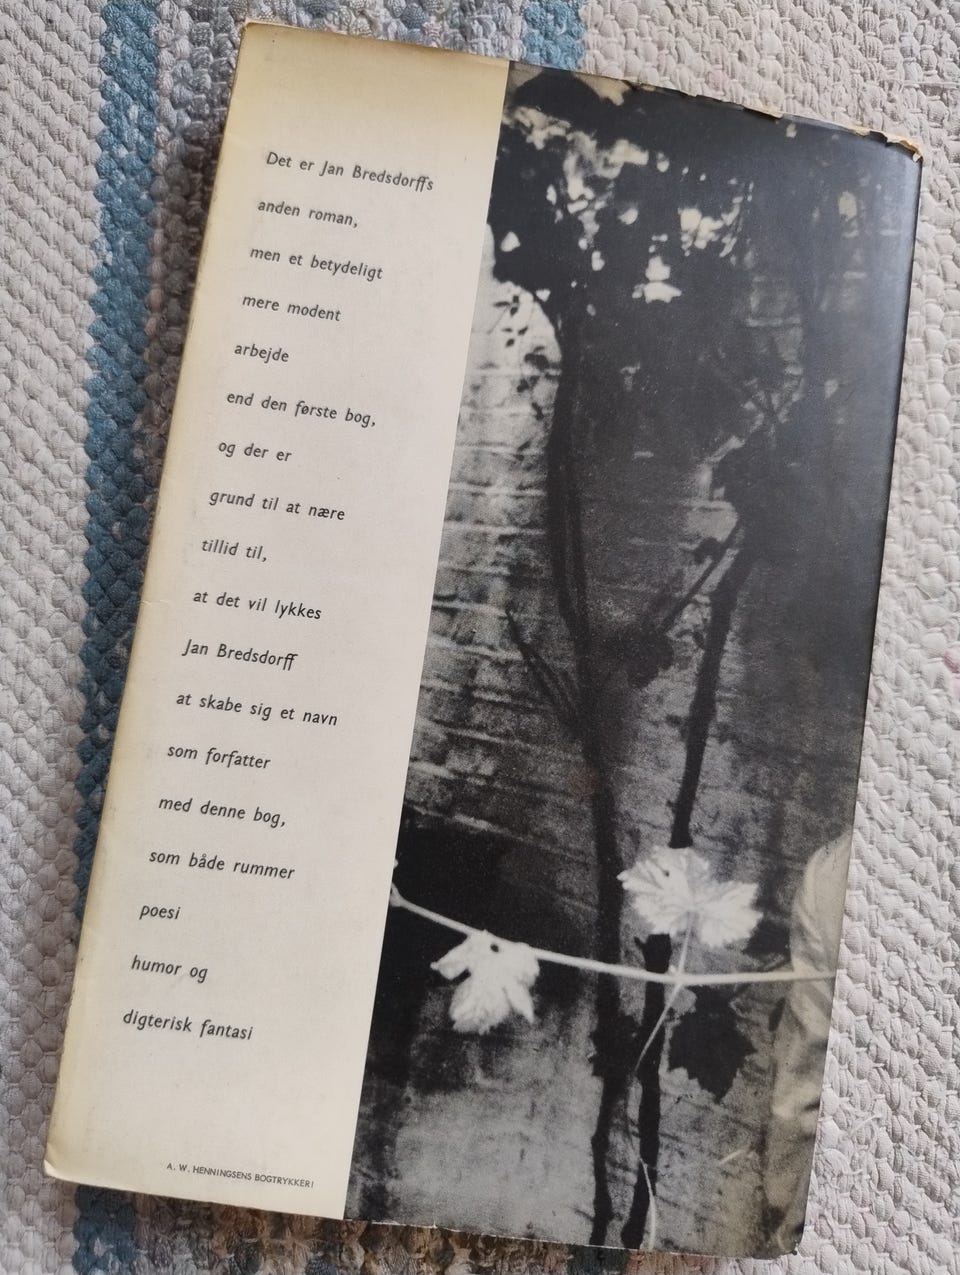 Det er Jan Bredsdorffs
anden roman,
men et betydeligt
mere modent
arbejde
end den første bog,
og der er
grund til at nære
tillid til,
at det vil lykkes
Jan Bredsdorff
at skabe sig et navn
som forfatter
med denne bog,
som både rummer
poesi
humor og
digterisk fantasi
A. W. HENNINGSENS BOGTRYKKERI